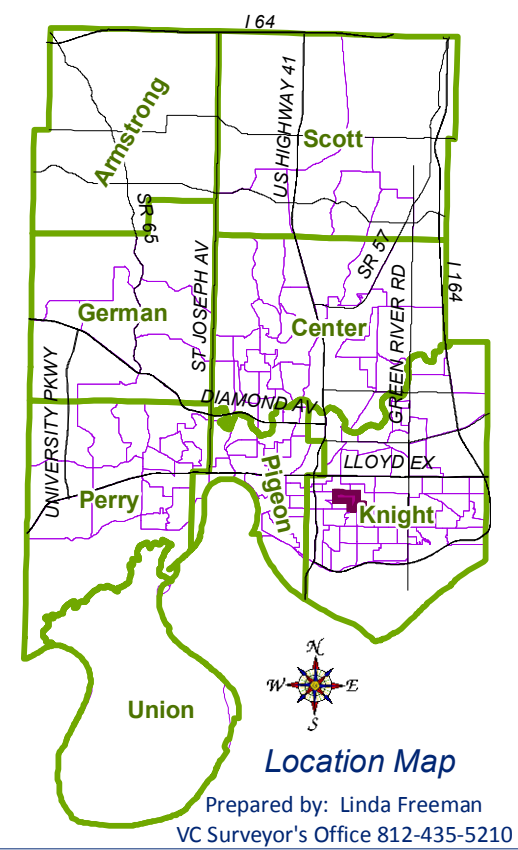 I 64
Armstrong
US HIGHWAY 41
Scott
SR 65
ST JOSEPH AV
SR 57
GREEN RIVER RD
I 164
German
Center
UNIVERSITY PKWY
DIAMOND AV
LLOYD EX
Perry
Pigeon
Knight
N
W E
S
Union
Location Map
Prepared by: Linda Freeman
VC Surveyor's Office 812-435-5210